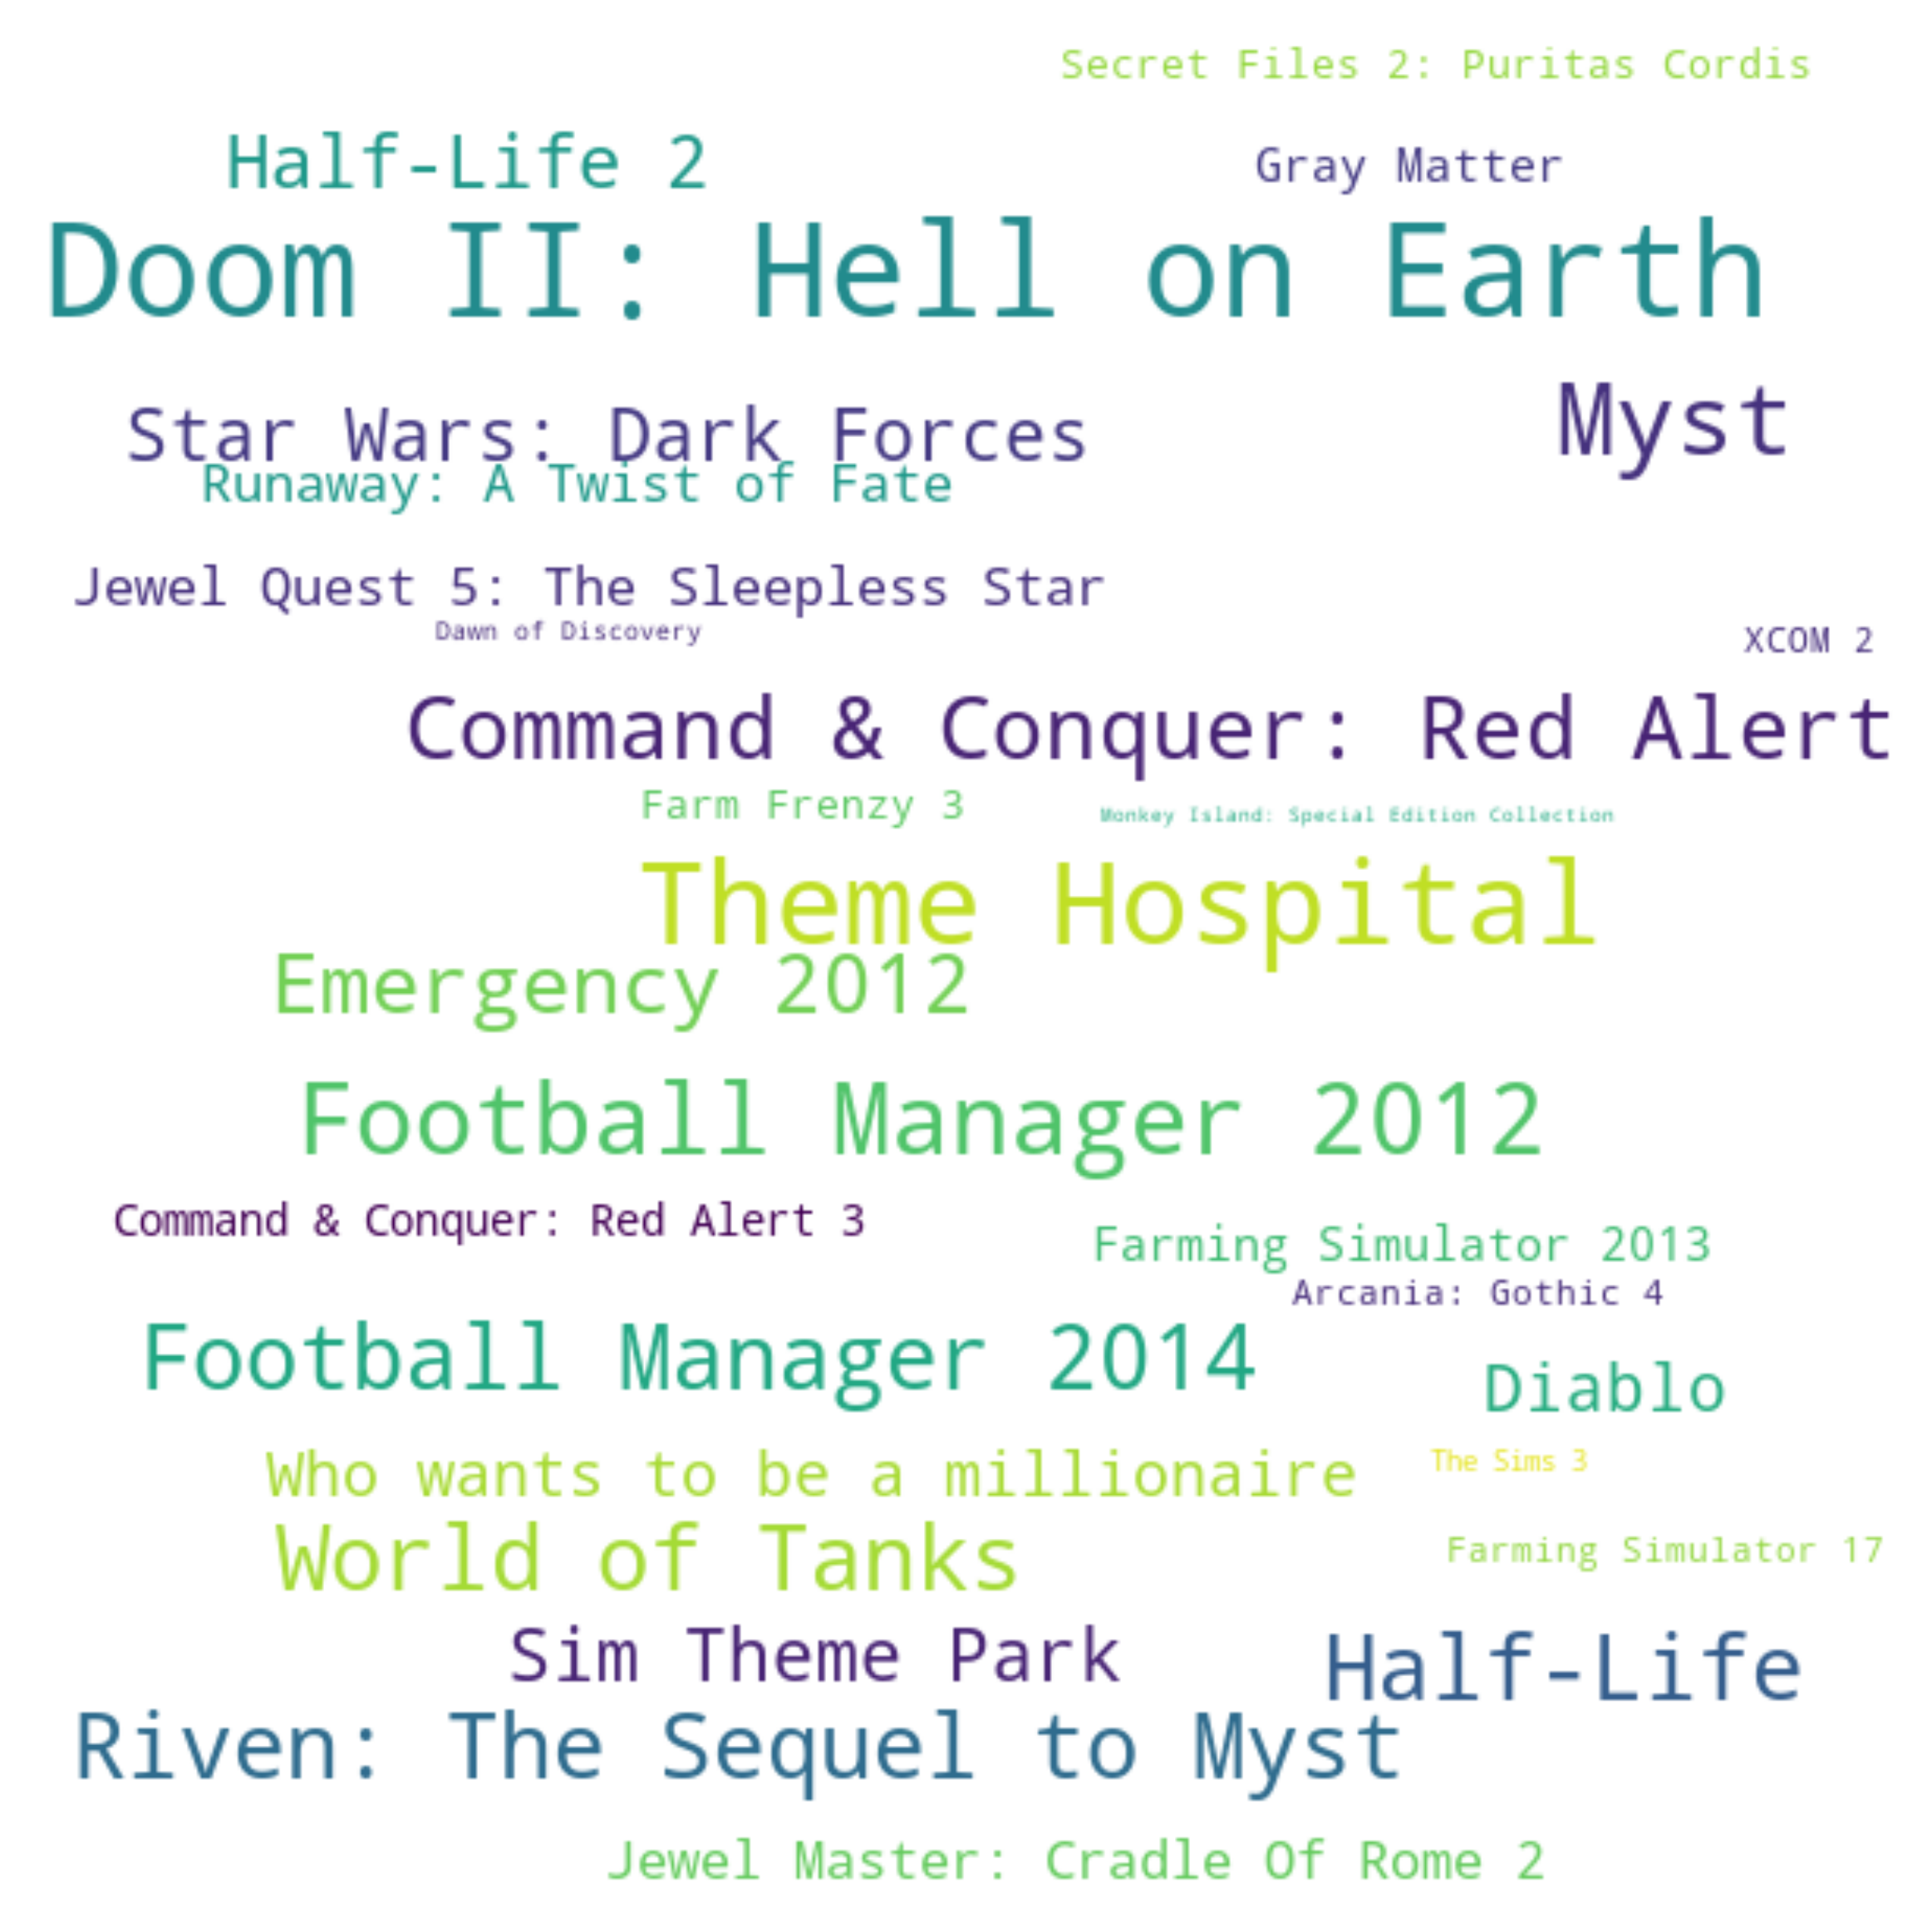 Secret Files 2: Puritas Cordis
Half-Life 2
Gray Matter
Doom II: Hell on Earth
Myst
Star Wars: Dark Forces
Runaway: A Twist of Fate
Jewel Quest 5: The Sleepless Star
Dawn of Discovery
XCOM 2
Command & Conquer: Red Alert
Farm Frenzy 3
Monkey Island: Special Edition Collection
Theme Hospital
Emergency 2012
Football Manager 2012
Command & Conquer: Red Alert 3
Farming Simulator 2013
Arcania: Gothic 4
Football Manager 2014
Diablo
Who wants to be a millionaire
The Sims 3
World of Tanks
Farming Simulator 17
Sim Theme Park
Half-Life
Riven: The Sequel to Myst
Jewel Master: Cradle Of Rome 2